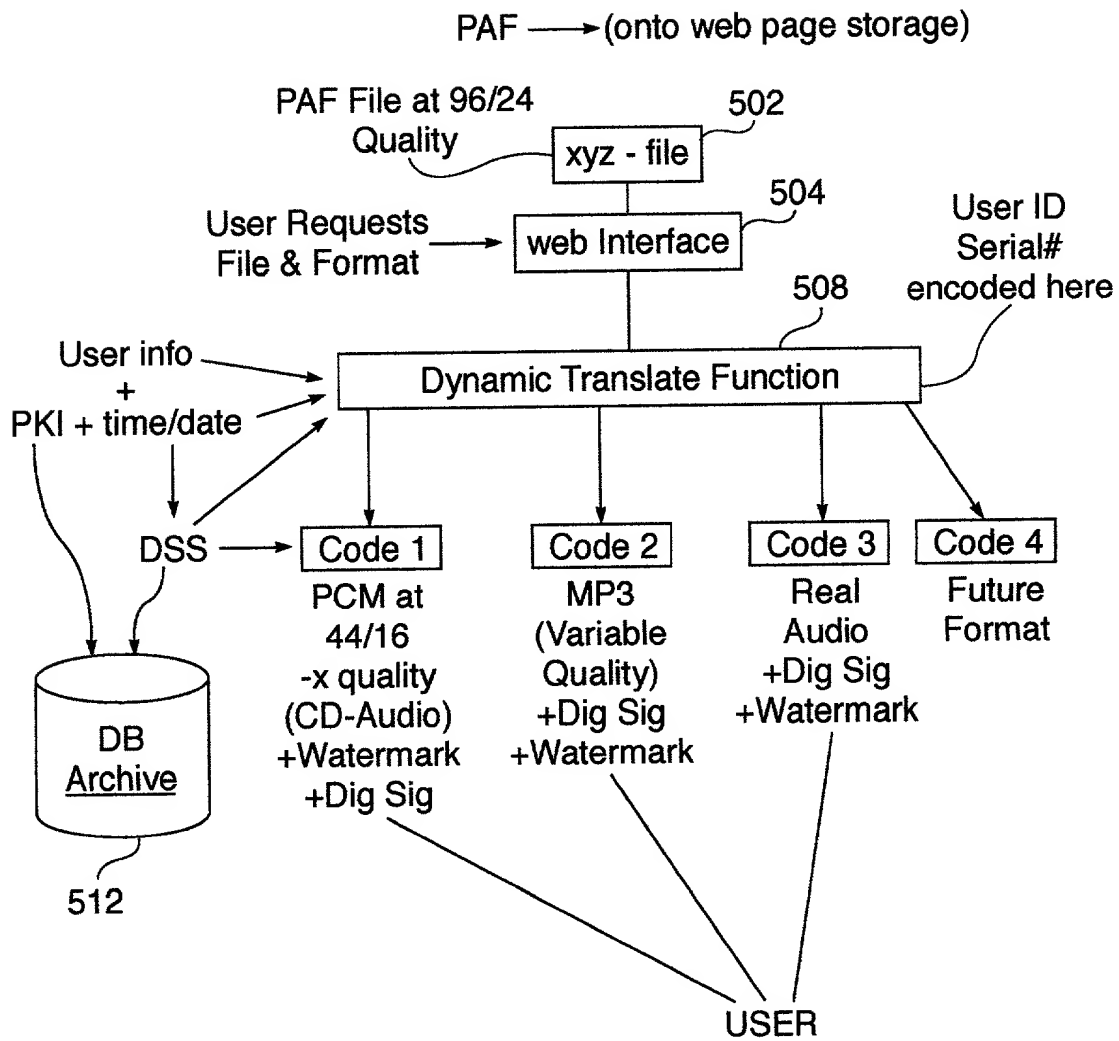 PAF (onto web page storage)
PAF File at 96/24
Quality
502
xyz - file
504
User Requests
File & Format
web Interface
User ID
Serial#
encoded here
508
User info
+
PKI + time/date
Dynamic Translate Function
DSS
Code 1
Code 2
Code 3
Code 4
PCM at
44/16
-x quality
(CD-Audio)
+Watermark
+Dig Sig
MP3
(Variable
Quality)
+Dig Sig
+Watermark
Real
Audio
+Dig Sig
+Watermark
Future
Format
DB
Archive
512
USER